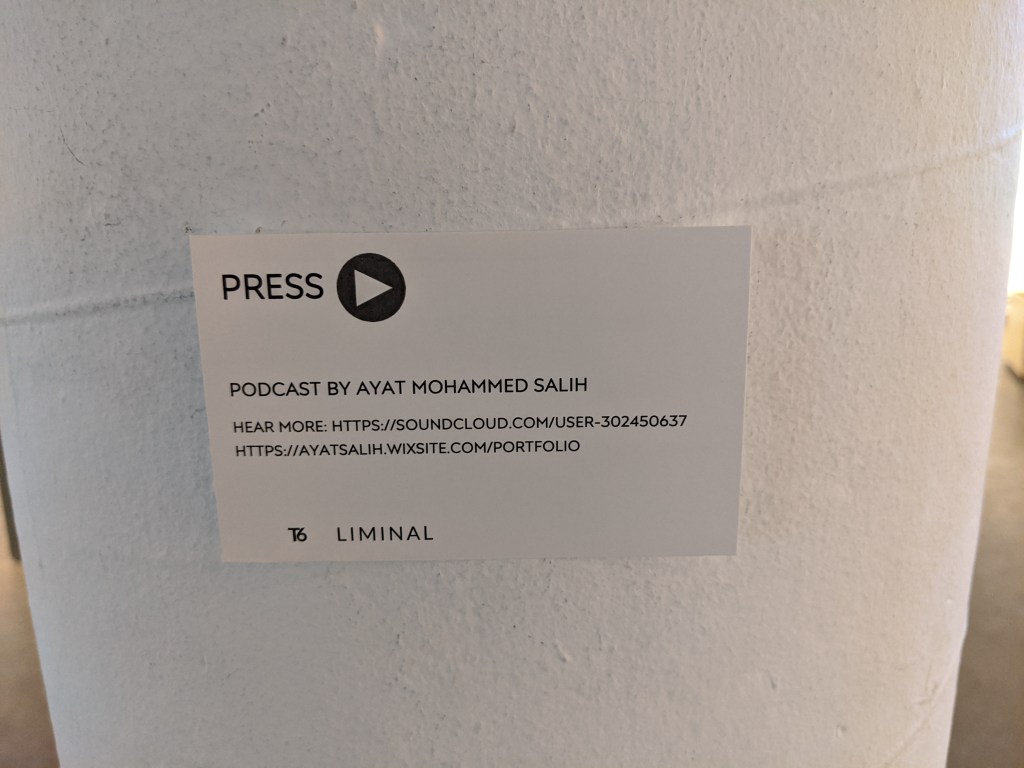 PRESS
PODCAST BY AYAT MOHAMMED SALIH
HEAR MORE: HTTPS://SOUNDCLOUD.COM/USER-302450637
HTTPS://AYATSALIH.WIXSITE.COM/PORTFOLIO
T6 LIMINAL